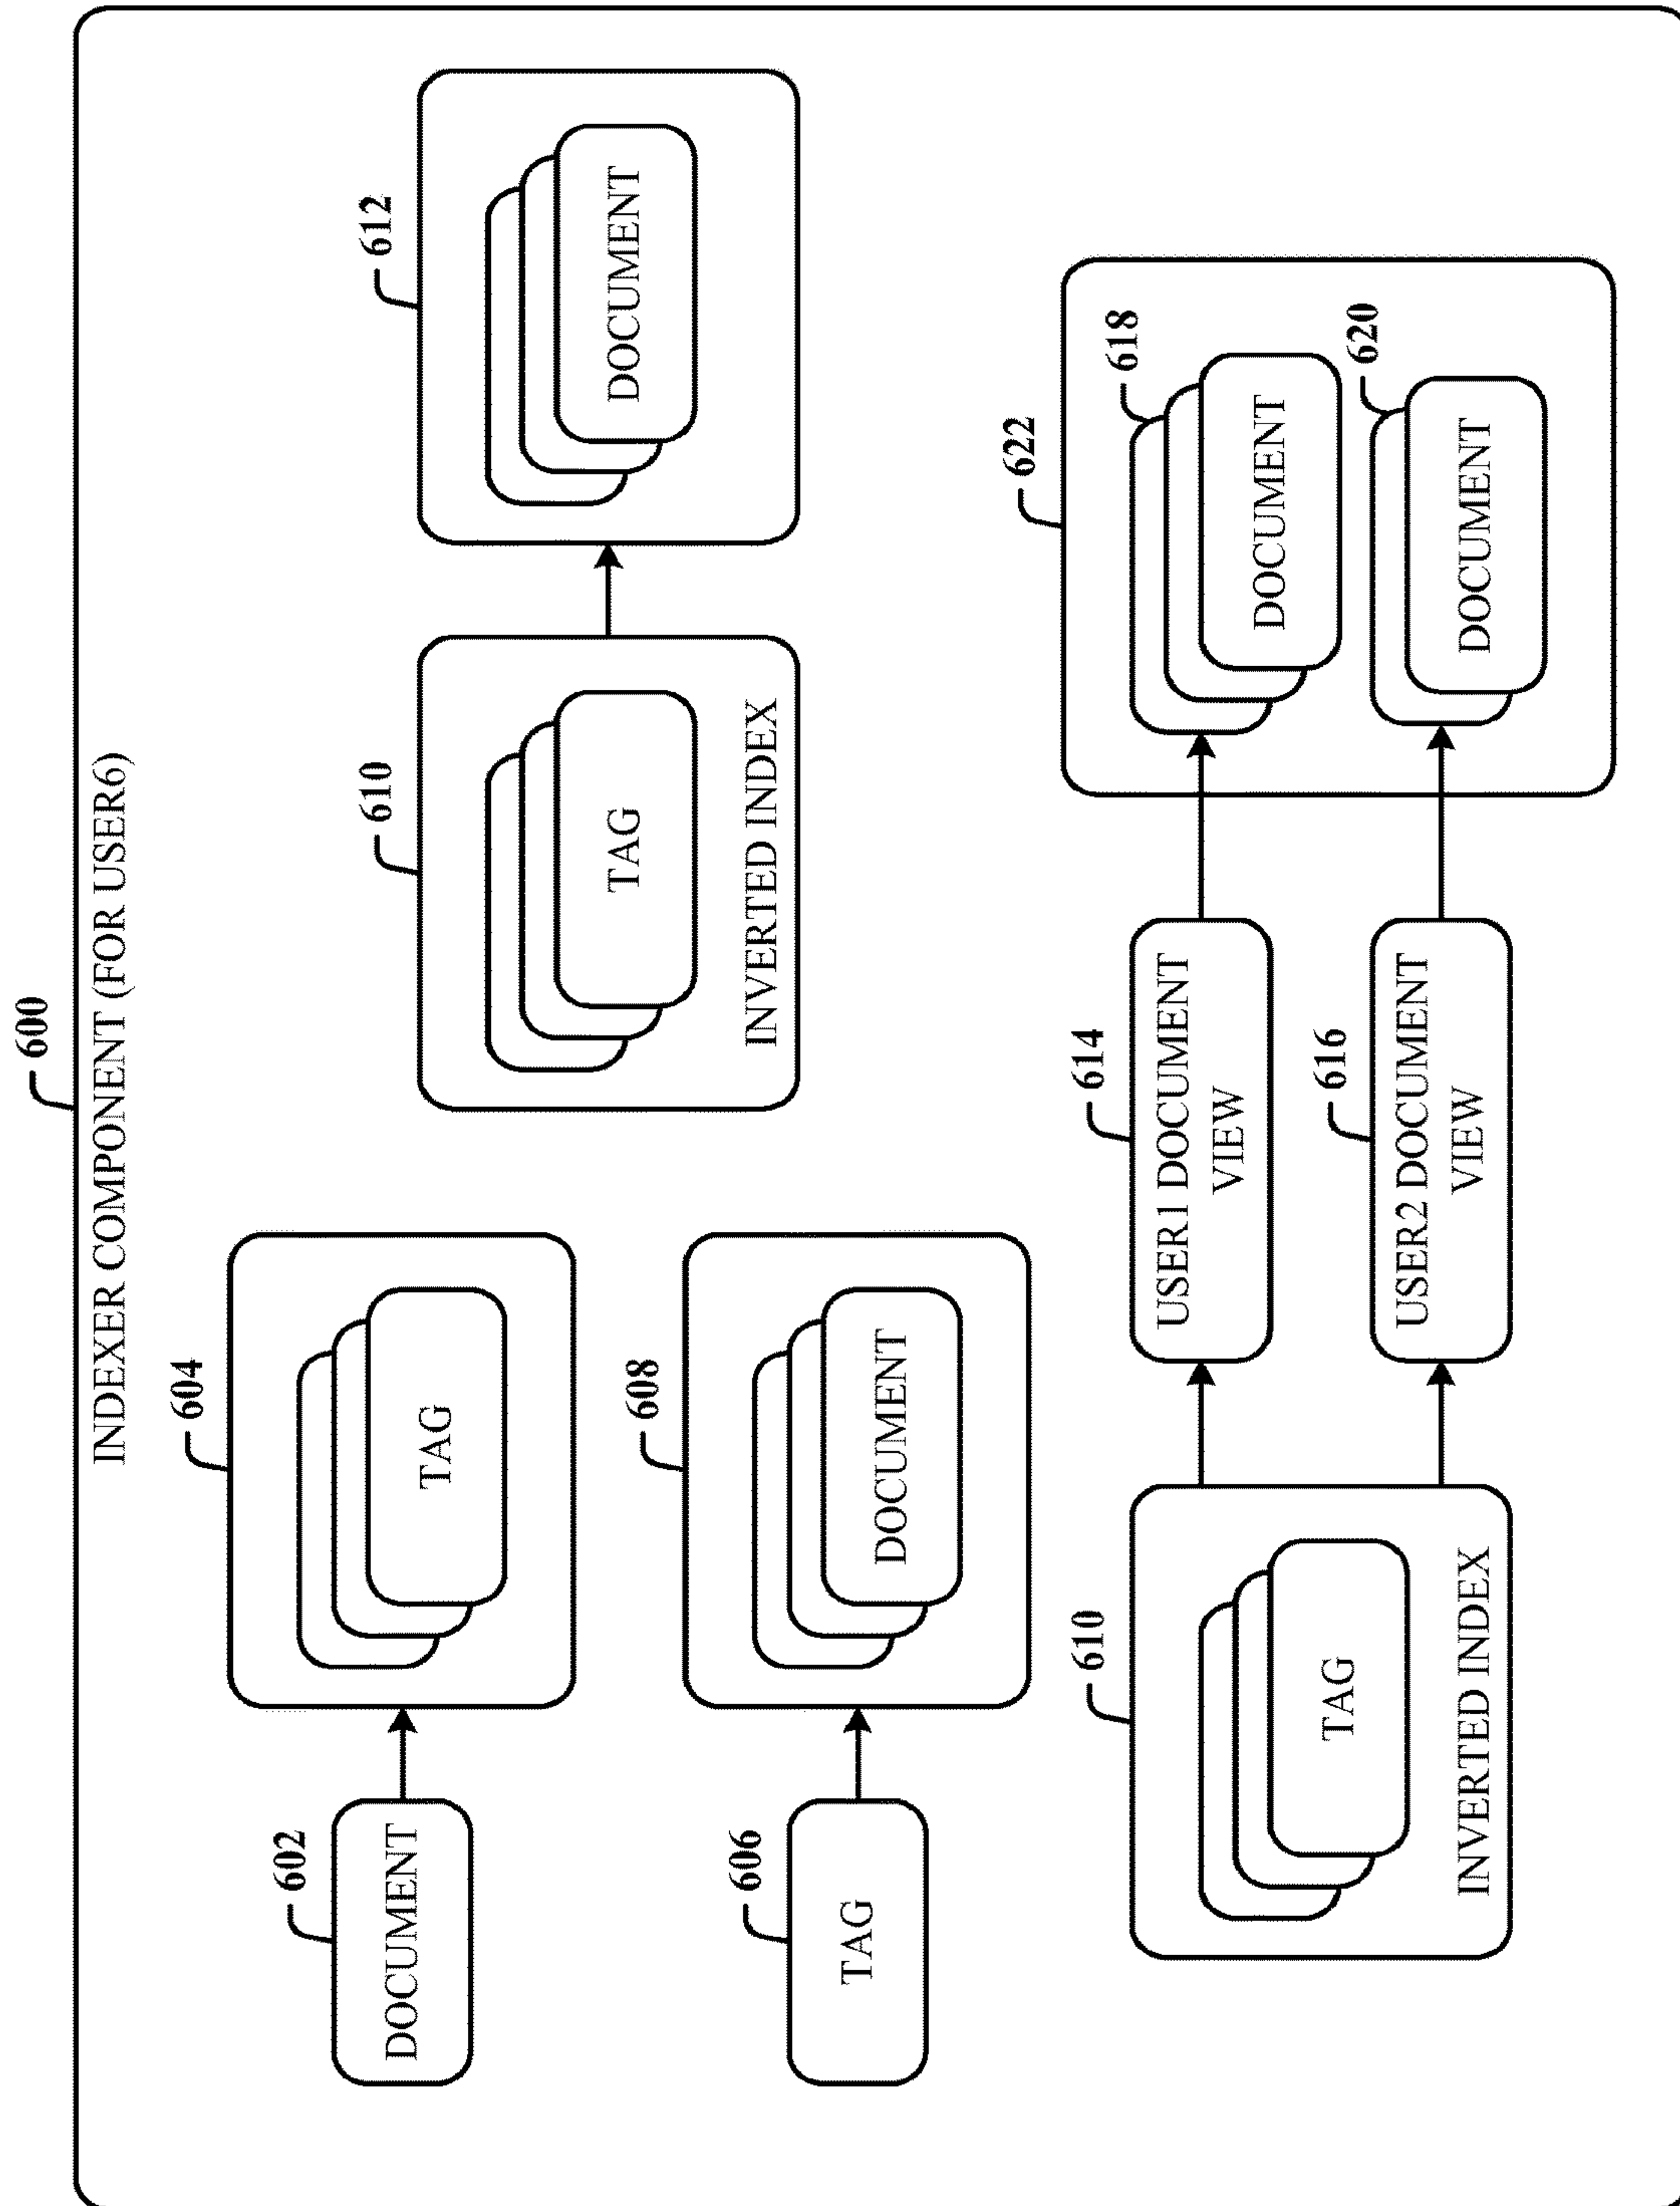 600
INDEXER COMPONENT (FOR USER6)
604
602
DOCUMENT
TAG
608
606
TAG
DOCUMENT
610
612
TAG
DOCUMENT
INVERTED INDEX
610
TAG
INVERTED INDEX
614
USER1 DOCUMENT
VIEW
616
USER2 DOCUMENT
VIEW
622
618
DOCUMENT
620
DOCUMENT